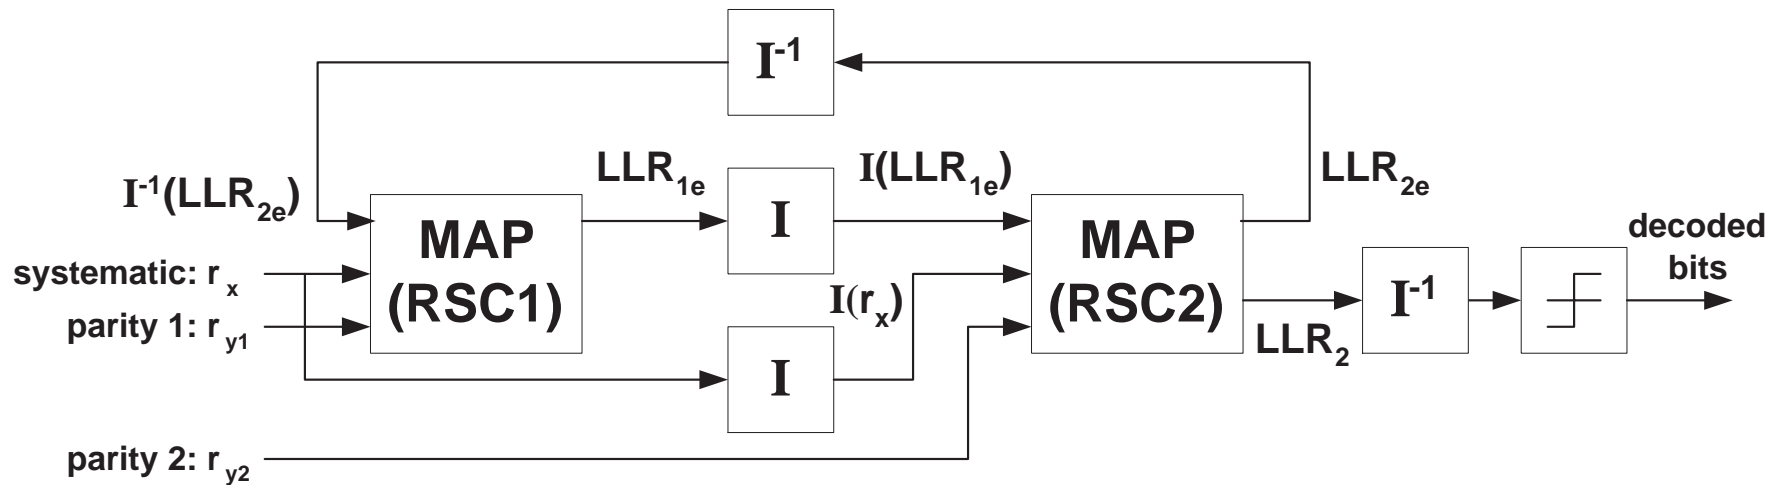 I⁻¹
LLR₁ₑ
I(LLR₁ₑ)
LLR₂ₑ
I⁻¹(LLR₂ₑ)
MAP
(RSC1)
I
MAP
(RSC2)
decoded
bits
systematic: r x
I(rₓ)
I⁻¹
parity 1: r y1
LLR₂
I
parity 2: r y2